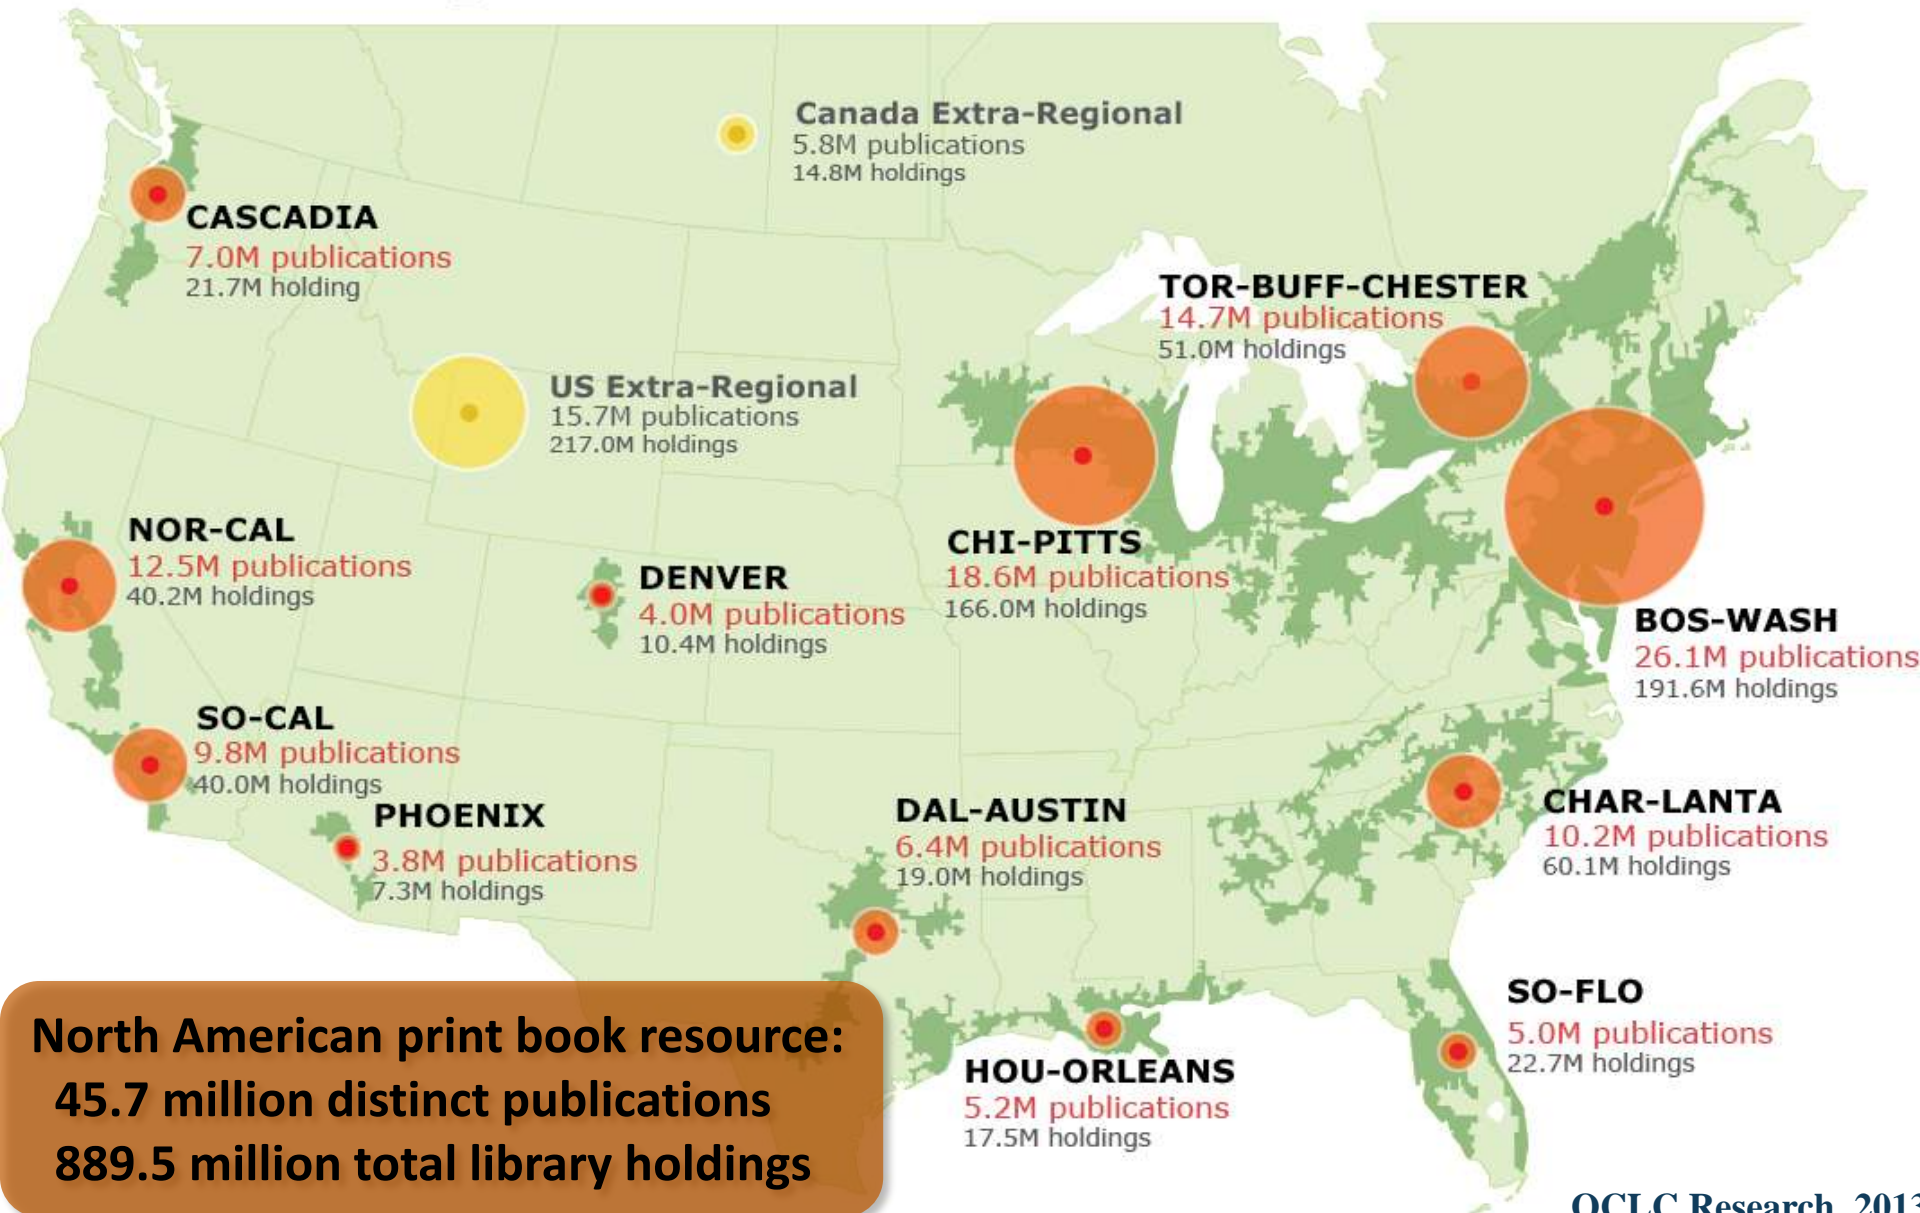 Canada Extra-Regional
5.8M publications
14.8M holdings
CASCADIA
7.0M publications
21.7M holding
TOR-BUFF-CHESTER
14.7M publications
51.0M holdings
US Extra-Regional
15.7M publications
217.0M holdings
NOR-CAL
12.5M publications
40.2M holdings
DENVER
4.0M publications
10.4M holdings
CHI-PITTS
18.6M publications
166.0M holdings
BOS-WASH
26.1M publications
191.6M holdings
SO-CAL
9.8M publications
40.0M holdings
PHOENIX
3.8M publications
7.3M holdings
DAL-AUSTIN
6.4M publications
19.0M holdings
CHAR-LANTA
10.2M publications
60.1M holdings
SO-FLO
5.0M publications
22.7M holdings
HOU-ORLEANS
5.2M publications
17.5M holdings
North American print book resource:
45.7 million distinct publications
889.5 million total library holdings
OCLC Research, 2013